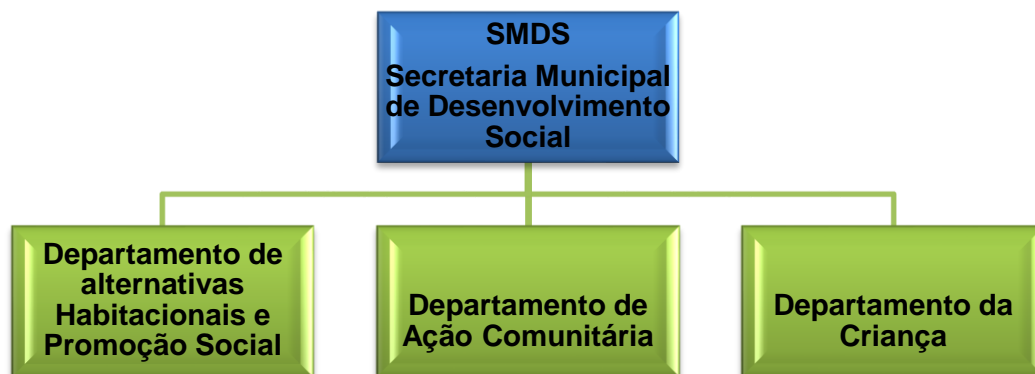 SMDS
Secretaria Municipal
de Desenvolvimento
Social
Departamento de
alternativas
Habitacionais e
Promoção Social
Departamento de
Ação Comunitária
Departamento da
Criança